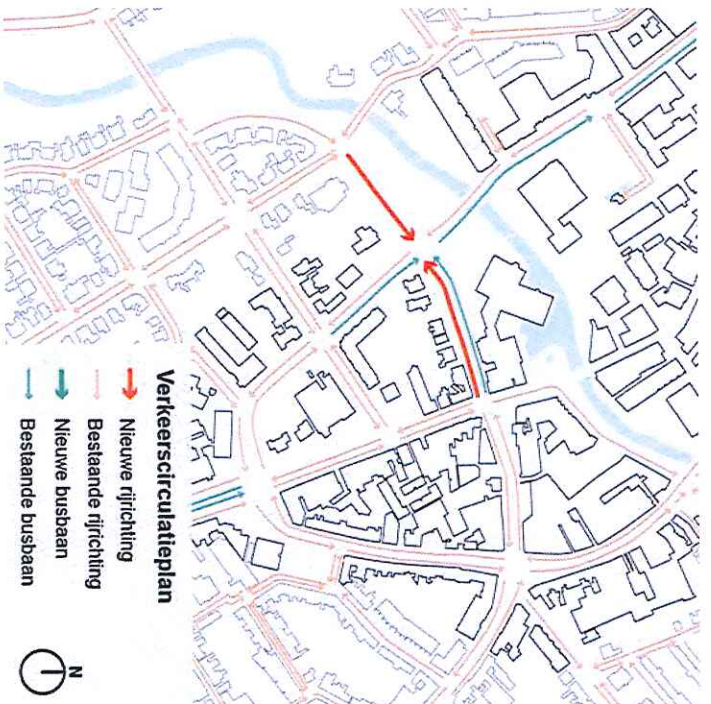 Verkeerscirculatieplan
Nieuwe rijrichting
Bestaande rijrichting
Nieuwe busbaan
Bestaande busbaan
N